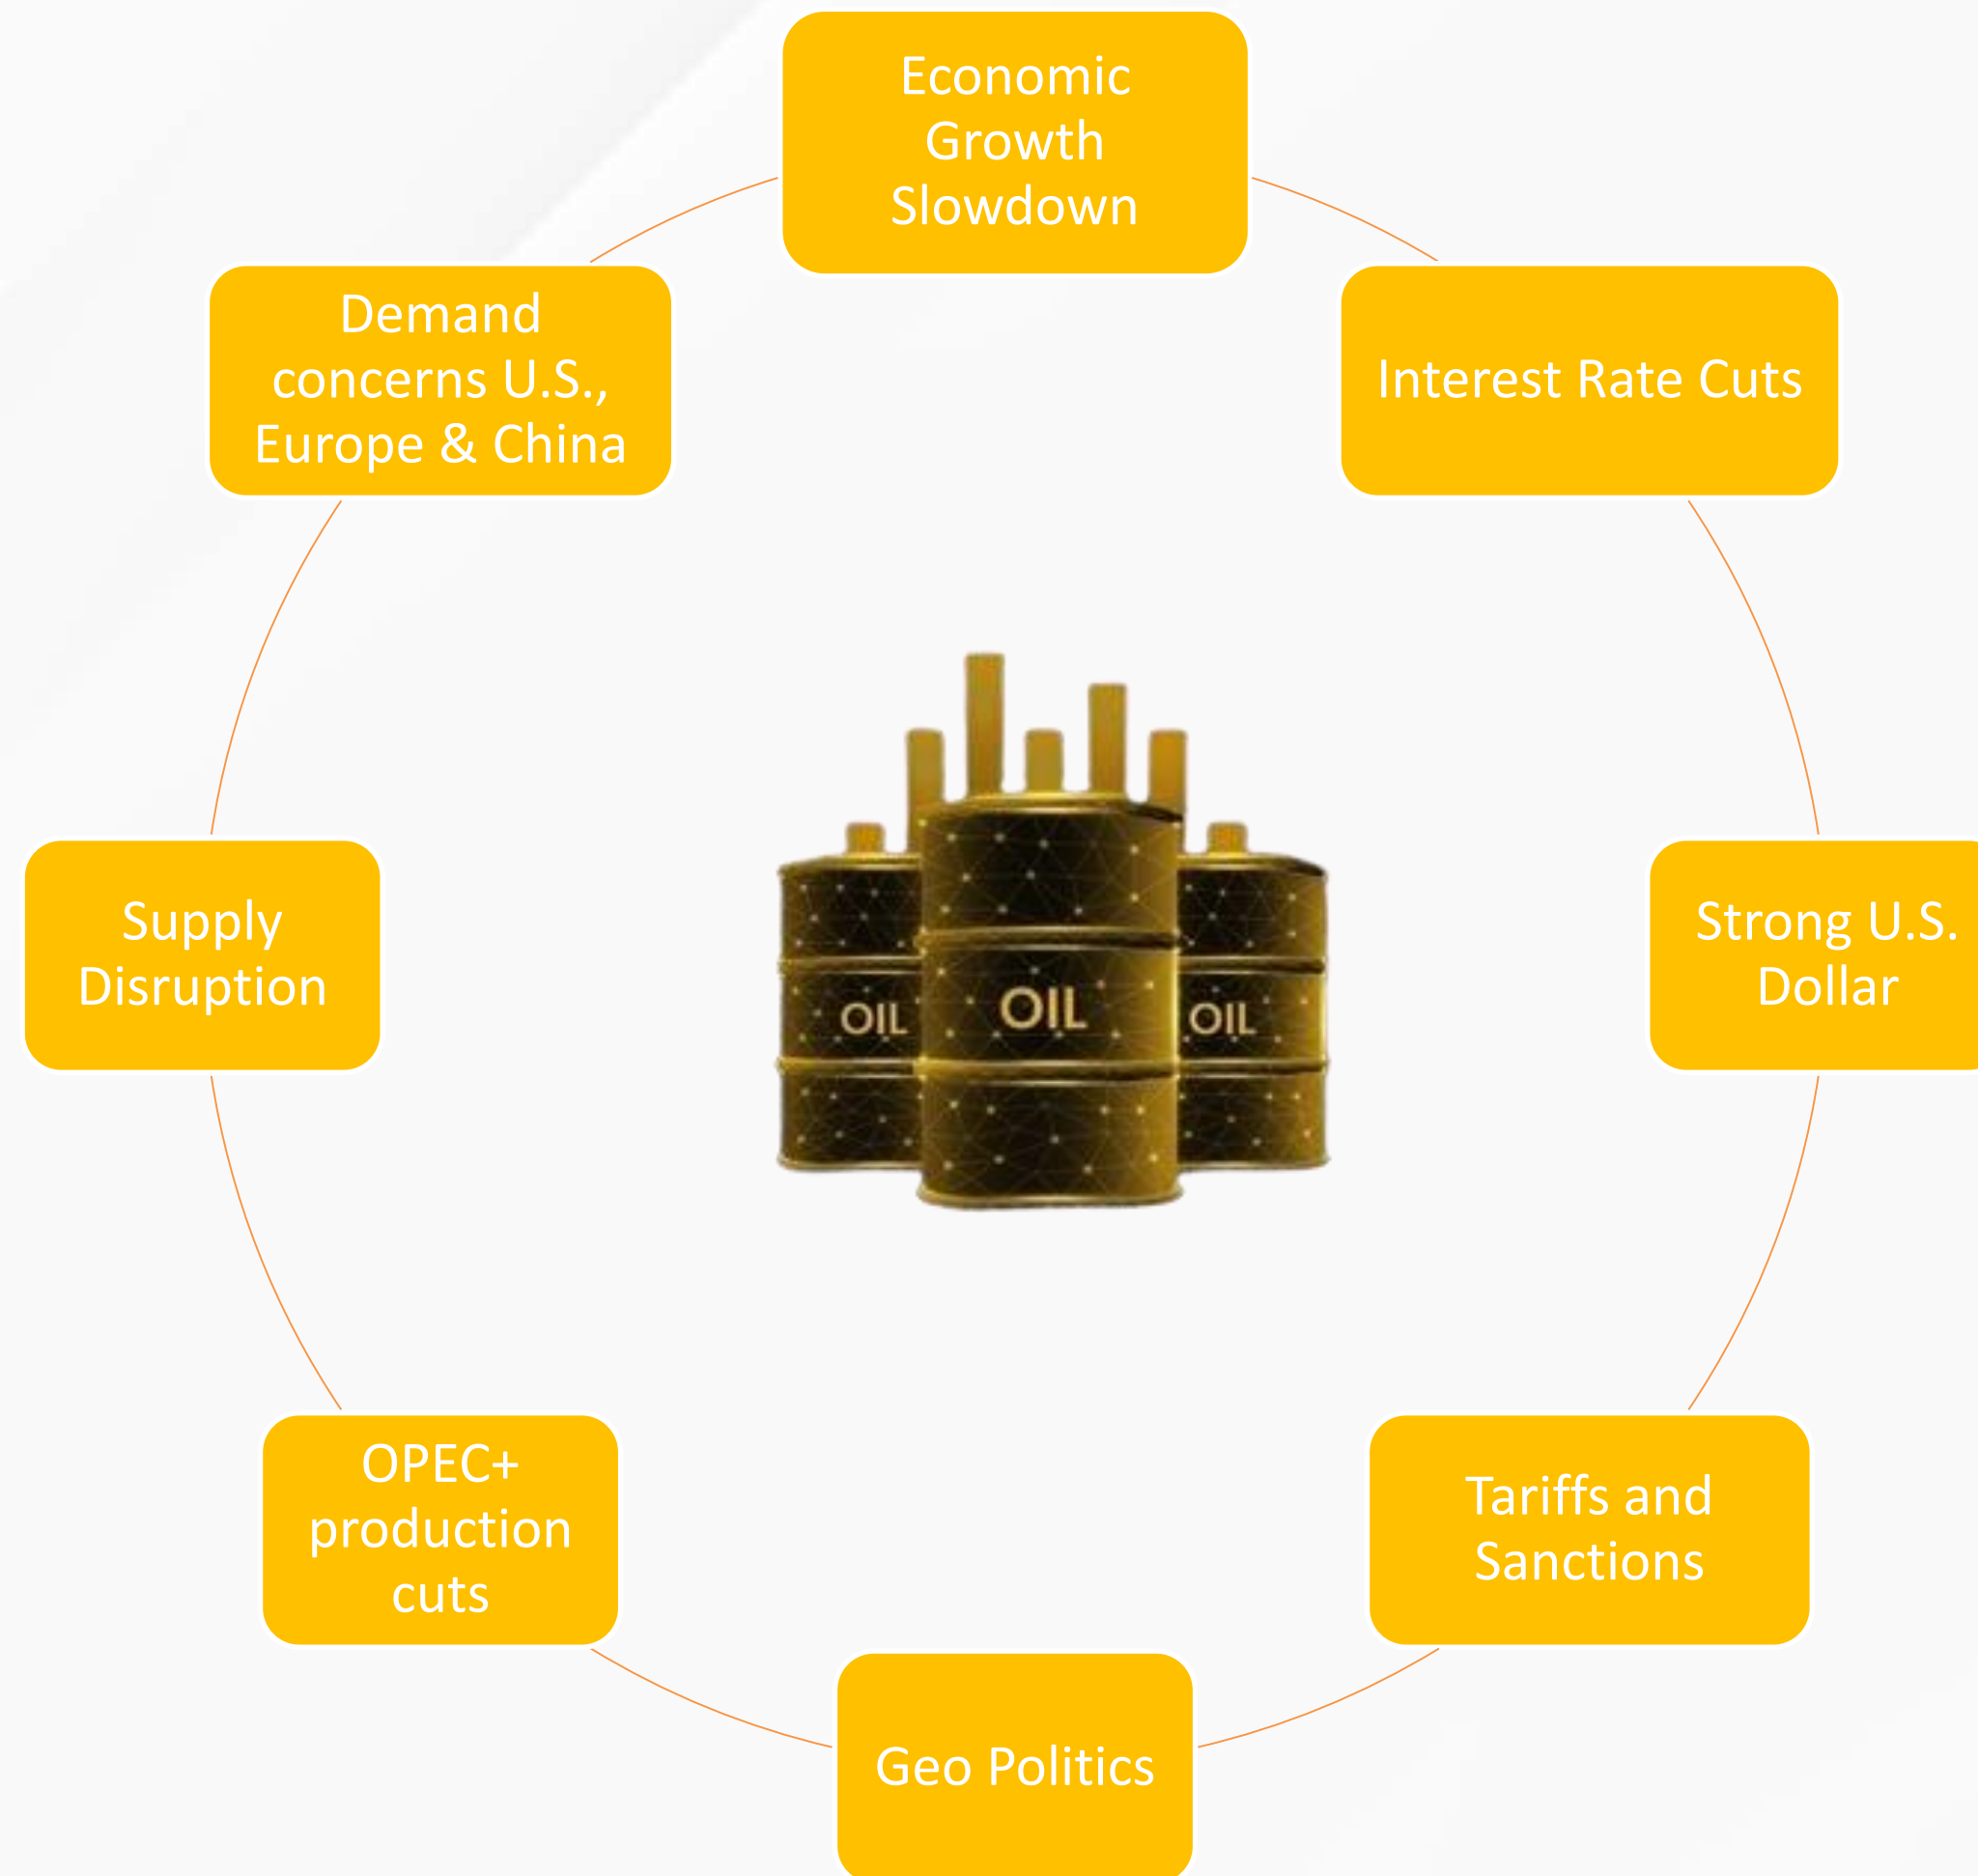 Economic
Growth
Slowdown
Interest Rate Cuts
Strong U.S.
Dollar
Tariffs and
Sanctions
Geo Politics
OPEC+
production
cuts
Supply
Disruption
Demand
concerns U.S.,
Europe & China
OIL
OIL
OIL